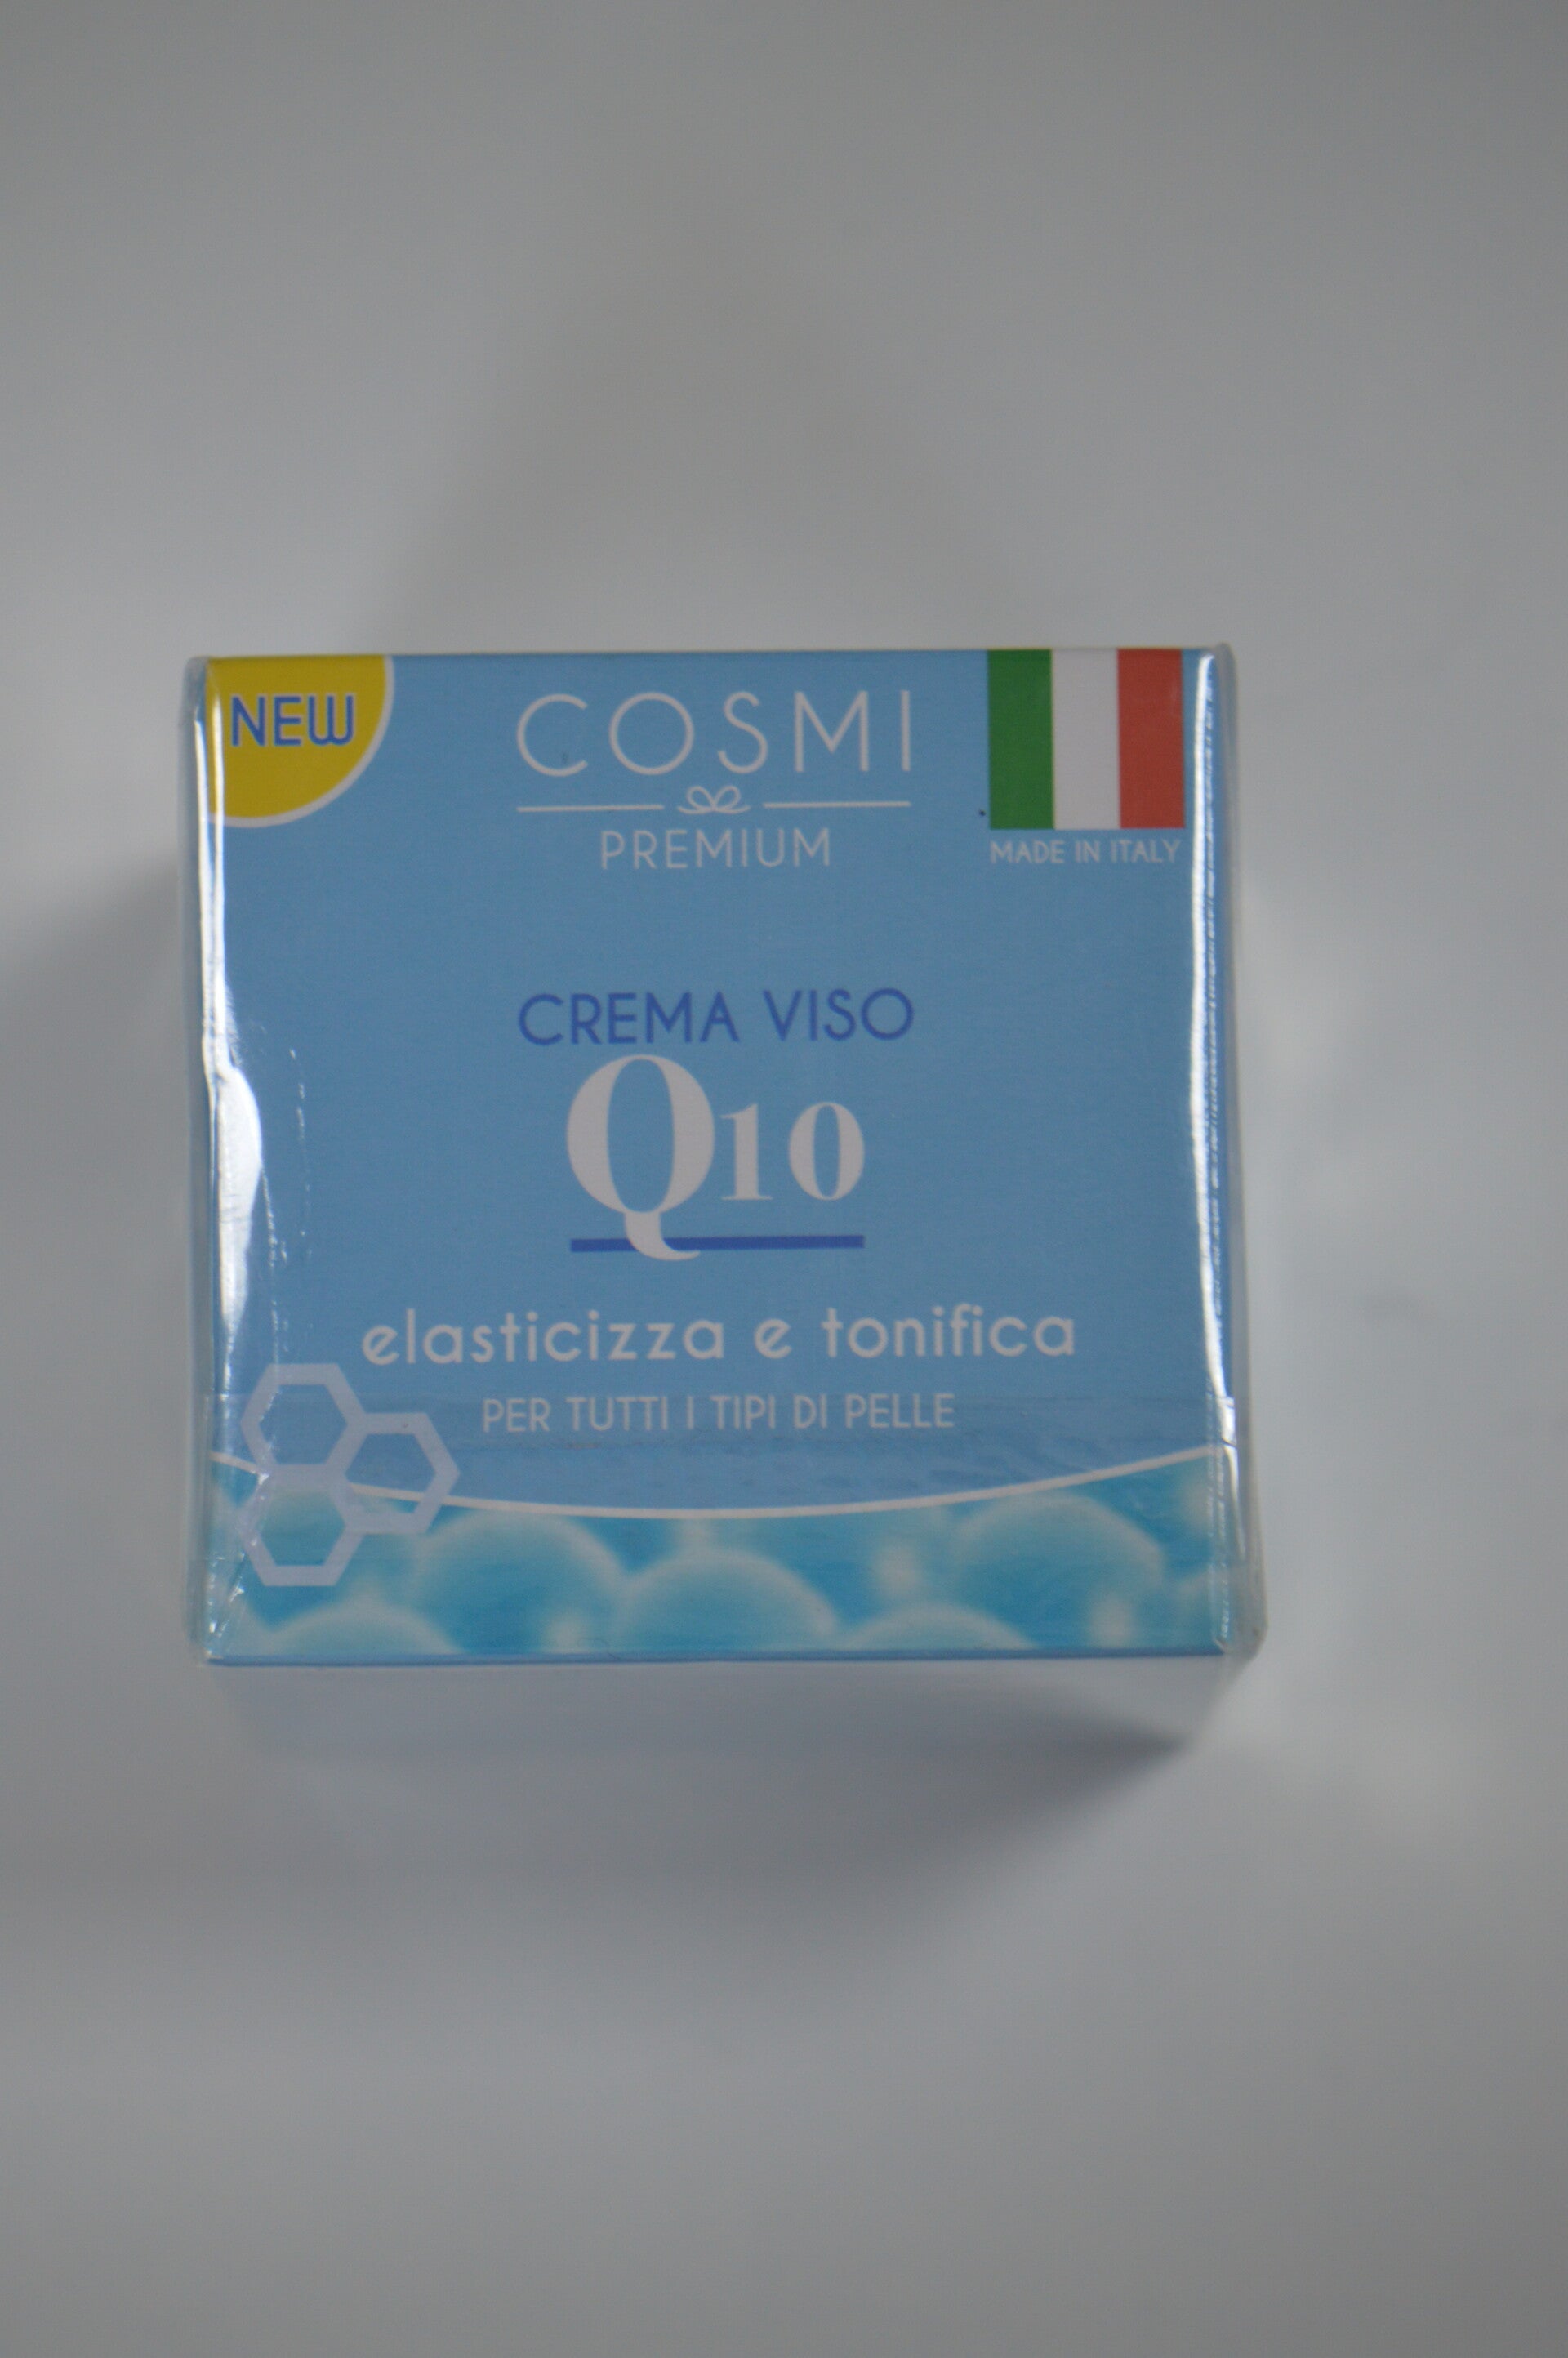 NEW
COSMI
PREMIUM
MADE IN ITALY
CREMA VISO
Q10
elasticizza e tonifica
PER TUTTI I TIPI DI PELLE